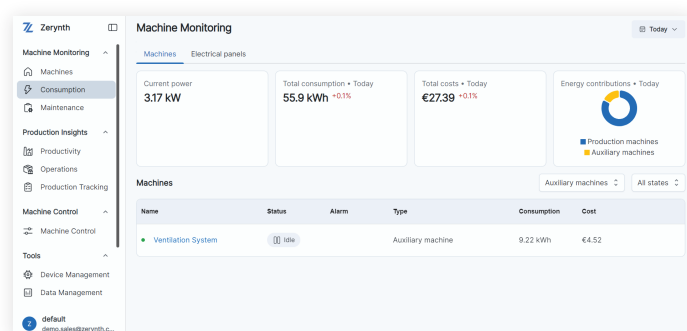 Zerynth
Machine Monitoring
Machines
Consumption
Maintenance
Production Insights
Productivity
Operations
Production Tracking
Machine Control
Machine Control
Tools
Device Management
Data Management
Z
default
demo.sales@zerynth.c...
Machine Monitoring
Today
Machines Electrical panels
Current power
3.17 kW
Total consumption • Today
55.9 kWh +0.1%
Total costs • Today
€27.39 +0.1%
Energy contributions • Today
Production machines
Auxiliary machines
Machines
Auxiliary machines All states
Name Status Alarm Type Consumption Cost
Ventilation System Idle Auxiliary machine 9.22 kWh €4.52